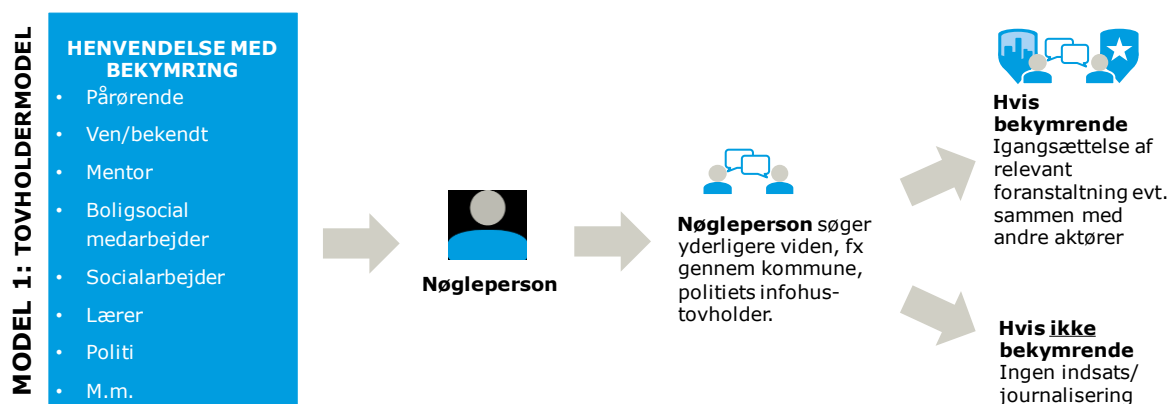 MODEL 1: TOVHOLDERMODEL
HENVENDELSE MED
BEKYMRING
• Pårørende
• Ven/bekendt
• Mentor
• Boligsocial
medarbejder
• Socialarbejder
• Lærer
• Politi
• M.m.
Nøgleperson
Nøgleperson søger
yderligere viden, fx
gennem kommune,
politiets infohus-
tovholder.
Hvis
bekymrende
Igangsættelse af
relevant
foranstaltning evt.
sammen med
andre aktører
Hvis ikke
bekymrende
Ingen indsats/
journalisering